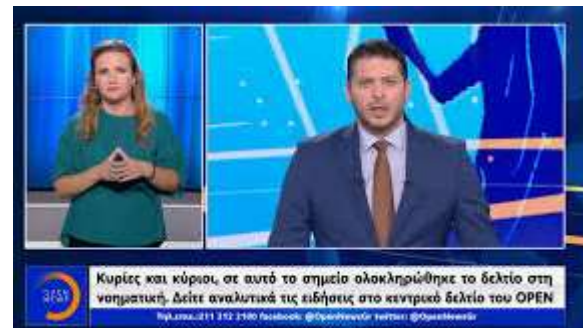 Κυρίες και κύριοι, σε αυτό το σημείο ολοκληρώθηκε το δελτίο στη
νοηματική. Δείτε αναλυτικά τις ειδήσεις στο κεντρικό δελτίο του OPEN
OPEN
facebook: @OpenNewsGr twitter: @OpenNewsGr